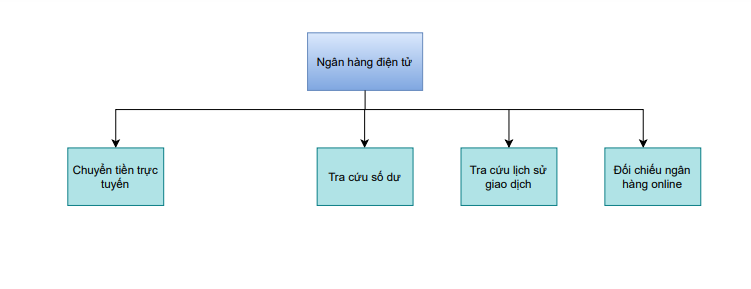 Ngân hàng điện tử
Chuyển tiền trực
tuyến
Tra cứu số dư
Tra cứu lịch sử
giao dịch
Đối chiếu ngân
hàng online